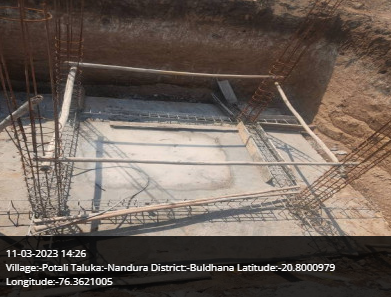 11-03-2023 14:26
Village:-Potali Taluka:-Nandura District:-Buldhana Latitude:-20.8000979
Longitude:-76.3621005